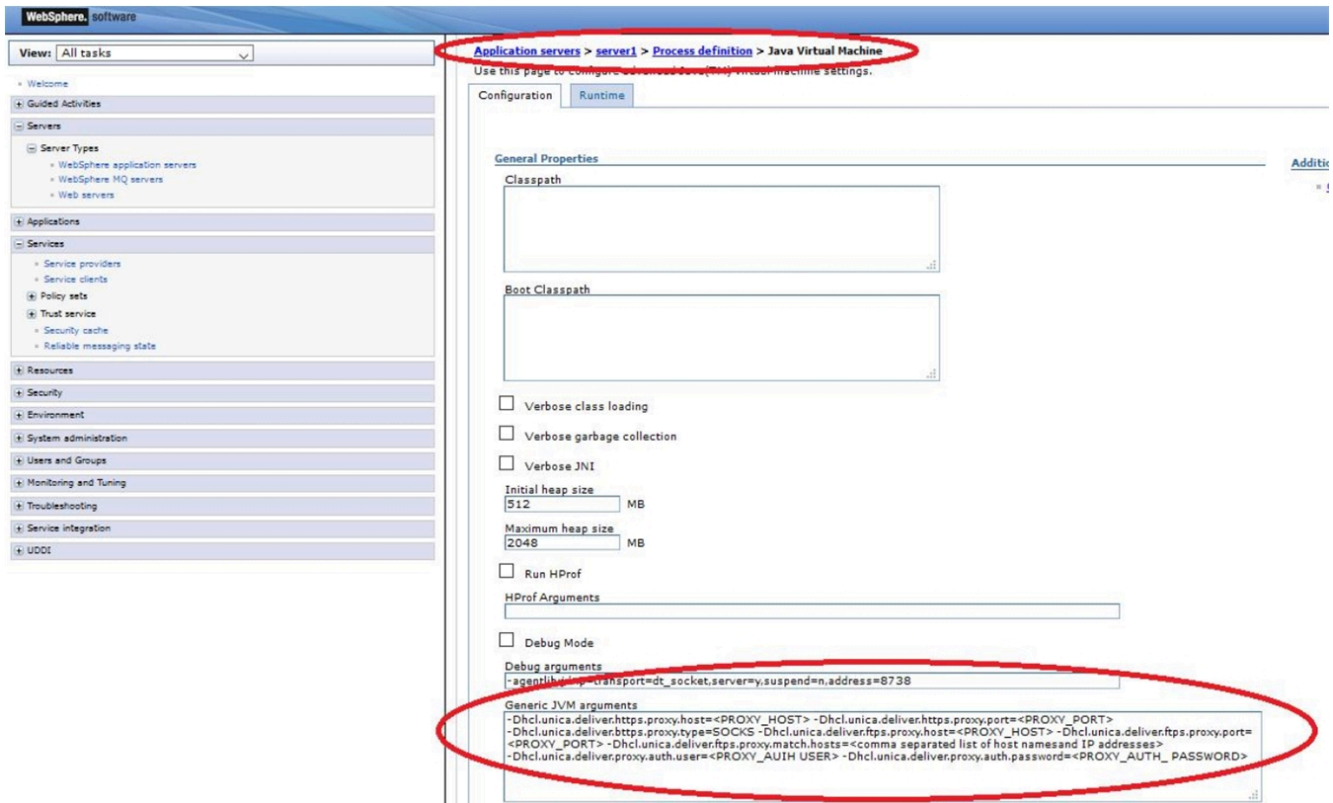 WebSphere. software
View: All tasks
Welcome
Guided Activities
Servers
Server Types
WebSphere application servers
WebSphere MQ servers
Web servers
Applications
Services
Service providers
Service clients
Policy sets
Trust service
Security cache
Reliable messaging state
Resources
Security
Environment
System administration
Users and Groups
Monitoring and Tuning
Troubleshooting
Service integration
UDDI
Application servers > server1 > Process definition > Java Virtual Machine
Use this page to configure advanced Java(TM) virtual machine settings.
Configuration Runtime
General Properties
Classpath
Boot Classpath
Verbose class loading
Verbose garbage collection
Verbose JNI
Initial heap size
512 MB
Maximum heap size
2048 MB
Run HProf
HProf Arguments
Debug Mode
Debug arguments
-agentlib:jdwp=transport=dt_socket,server=y,suspend=n,address=8738
Generic JVM arguments
-Dhcl.unica.deliver.https.proxy.host=<PROXY_HOST> -Dhcl.unica.deliver.https.proxy.port=<PROXY_PORT>
-Dhcl.unica.deliver.bttps.proxy.type=SOCKS -Dhcl.unica.deliver.ftps.proxy.host=<PROXY_HOST> -Dhcl.unica.deliver.ftps.proxy.port=
<PROXY_PORT> -Dhcl.unica.deliver.ftps.proxy.match.hosts=<comma separated list of host namesand IP addresses>
-Dhcl.unica.deliver.proxy.auth.user=<PROXY_AUIH USER> -Dhcl.unica.deliver.proxy.auth.password=<PROXY_AUTH_ PASSWORD>
Additio